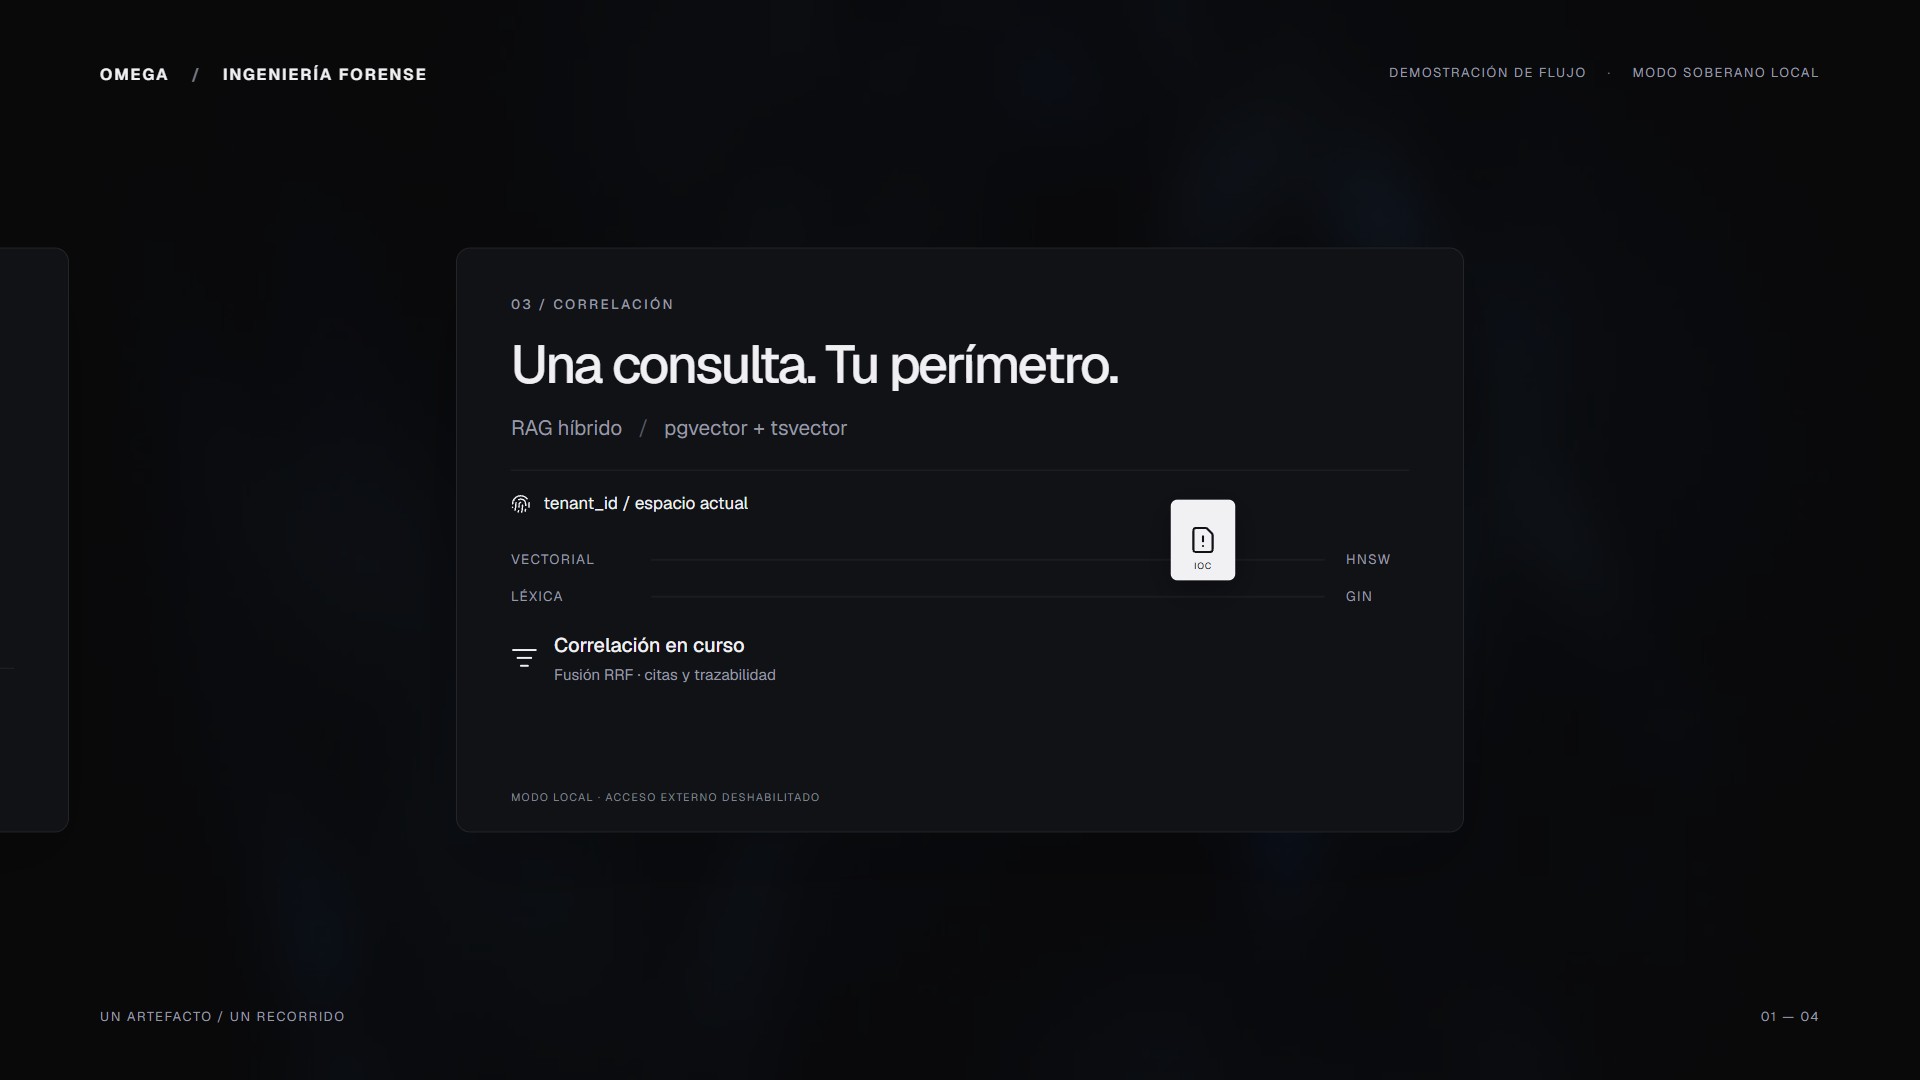 OMEGA / INGENIERÍA FORENSE
DEMOSTRACIÓN DE FLUJO · MODO SOBERANO LOCAL
03 / CORRELACIÓN
Una consulta. Tu perímetro.
RAG híbrido / pgvector + tsvector
tenant_id / espacio actual
VECTORIAL HNSW
IOC
LÉXICA GIN
Correlación en curso
Fusión RRF · citas y trazabilidad
MODO LOCAL · ACCESO EXTERNO DESHABILITADO
UN ARTEFACTO / UN RECORRIDO
01 — 04